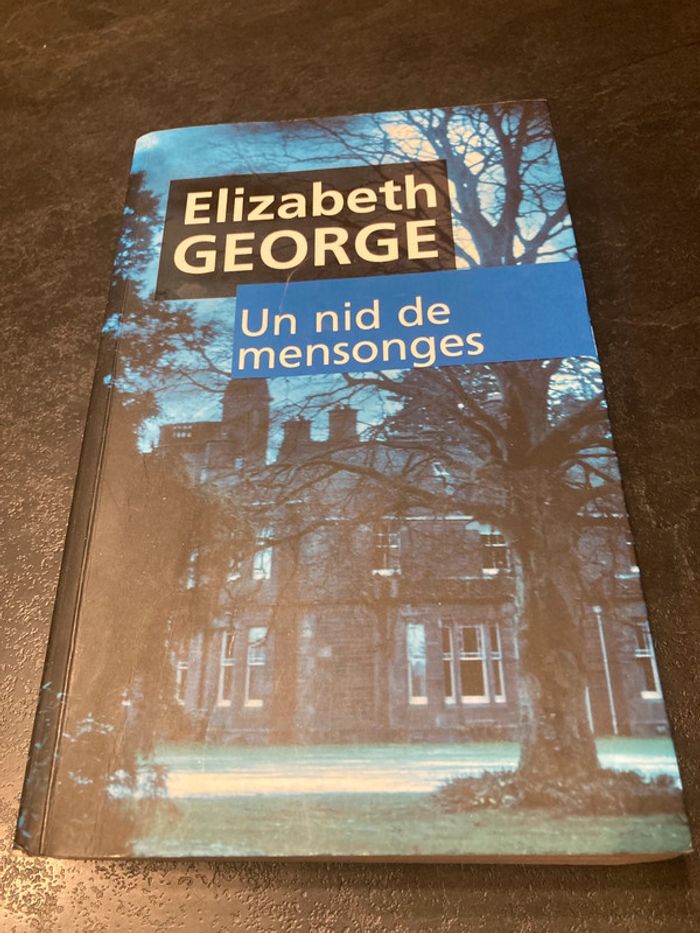 Elizabeth
GEORGE
Un nid de
mensonges